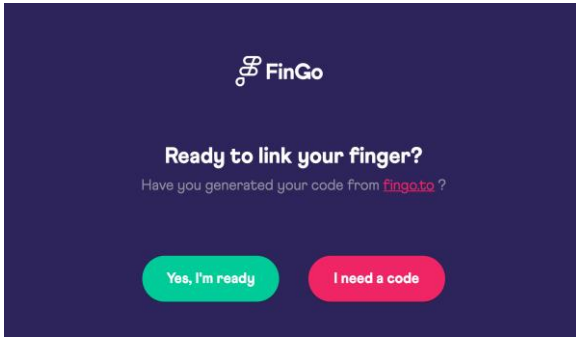 FinGo
Ready to link your finger?
Have you generated your code from fingo.to ?
Yes, I'm ready
I need a code